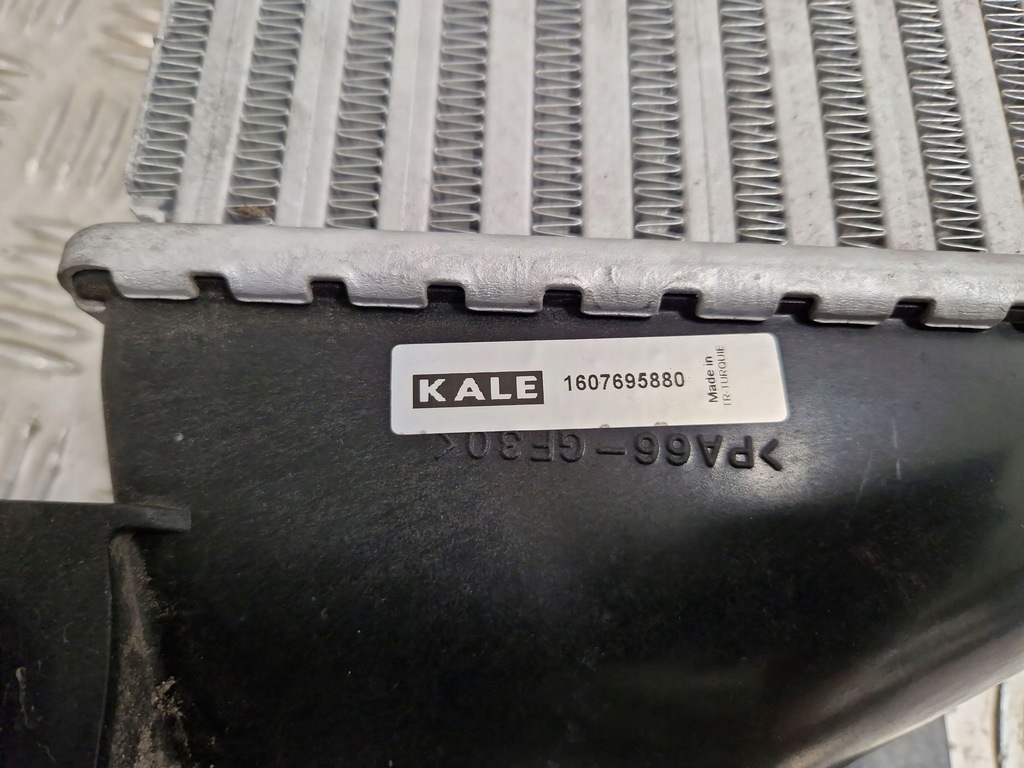 KALE 1607695880
Made in
TR TURQUIE
>PA66-GF30<